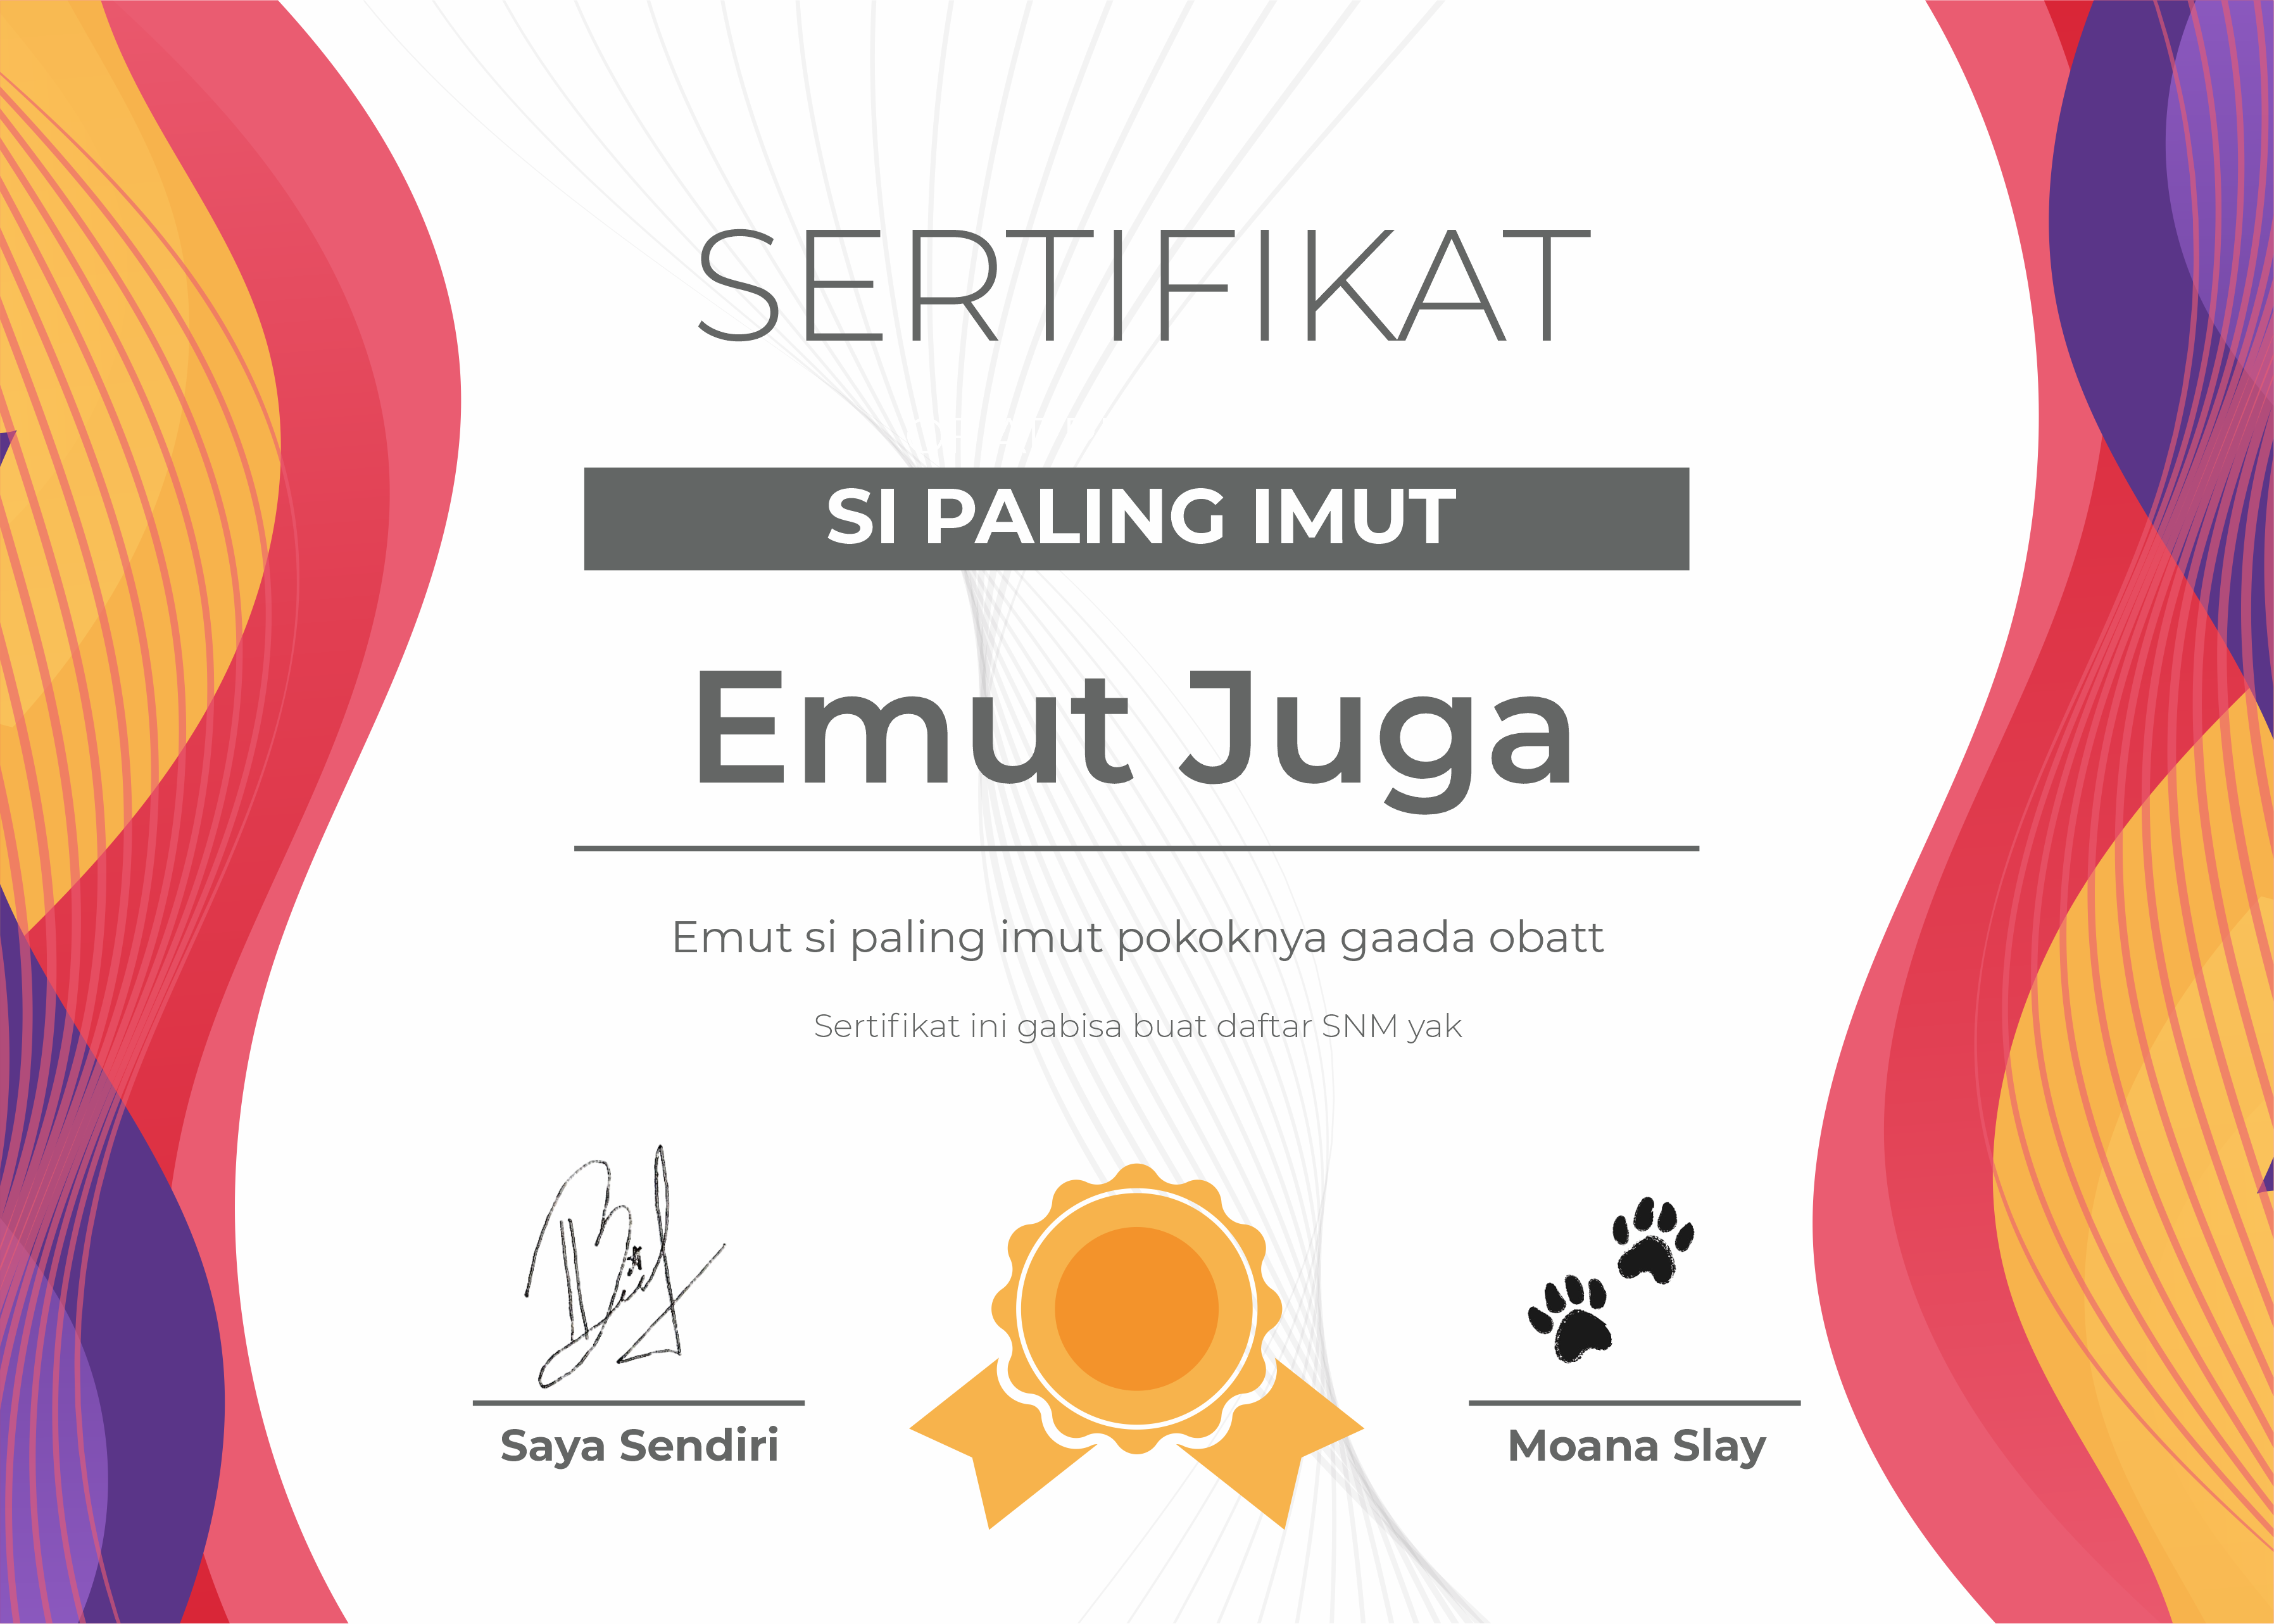 SERTIFIKAT
SI PALING IMUT
Emut Juga
Emut si paling imut pokoknya gaada obatt
Sertifikat ini gabisa buat daftar SNM yak
Saya Sendiri
Moana Slay